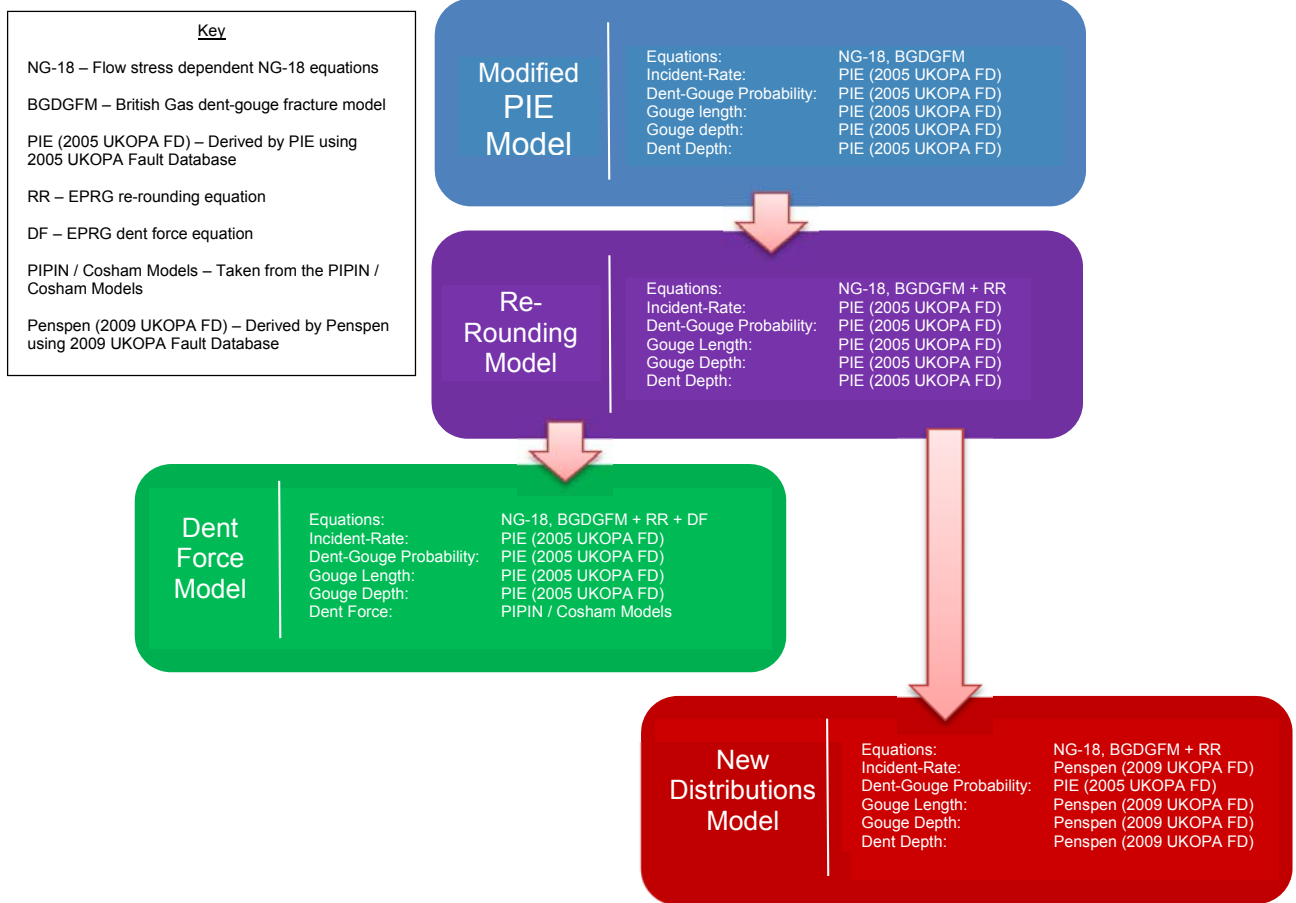 Key
NG-18 – Flow stress dependent NG-18 equations
BGDGFM – British Gas dent-gouge fracture model
PIE (2005 UKOPA FD) – Derived by PIE using
2005 UKOPA Fault Database
RR – EPRG re-rounding equation
DF – EPRG dent force equation
PIPIN / Cosham Models – Taken from the PIPIN /
Cosham Models
Penspen (2009 UKOPA FD) – Derived by Penspen
using 2009 UKOPA Fault Database
Modified
PIE
Model
Equations: NG-18, BGDGFM
Incident-Rate: PIE (2005 UKOPA FD)
Dent-Gouge Probability: PIE (2005 UKOPA FD)
Gouge length: PIE (2005 UKOPA FD)
Gouge depth: PIE (2005 UKOPA FD)
Dent Depth: PIE (2005 UKOPA FD)
Re-
Rounding
Model
Equations: NG-18, BGDGFM + RR
Incident-Rate: PIE (2005 UKOPA FD)
Dent-Gouge Probability: PIE (2005 UKOPA FD)
Gouge Length: PIE (2005 UKOPA FD)
Gouge Depth: PIE (2005 UKOPA FD)
Dent Depth: PIE (2005 UKOPA FD)
Dent
Force
Model
Equations: NG-18, BGDGFM + RR + DF
Incident-Rate: PIE (2005 UKOPA FD)
Dent-Gouge Probability: PIE (2005 UKOPA FD)
Gouge Length: PIE (2005 UKOPA FD)
Gouge Depth: PIE (2005 UKOPA FD)
Dent Force: PIPIN / Cosham Models
New
Distributions
Model
Equations: NG-18, BGDGFM + RR
Incident-Rate: Penspen (2009 UKOPA FD)
Dent-Gouge Probability: PIE (2005 UKOPA FD)
Gouge Length: Penspen (2009 UKOPA FD)
Gouge Depth: Penspen (2009 UKOPA FD)
Dent Depth: Penspen (2009 UKOPA FD)